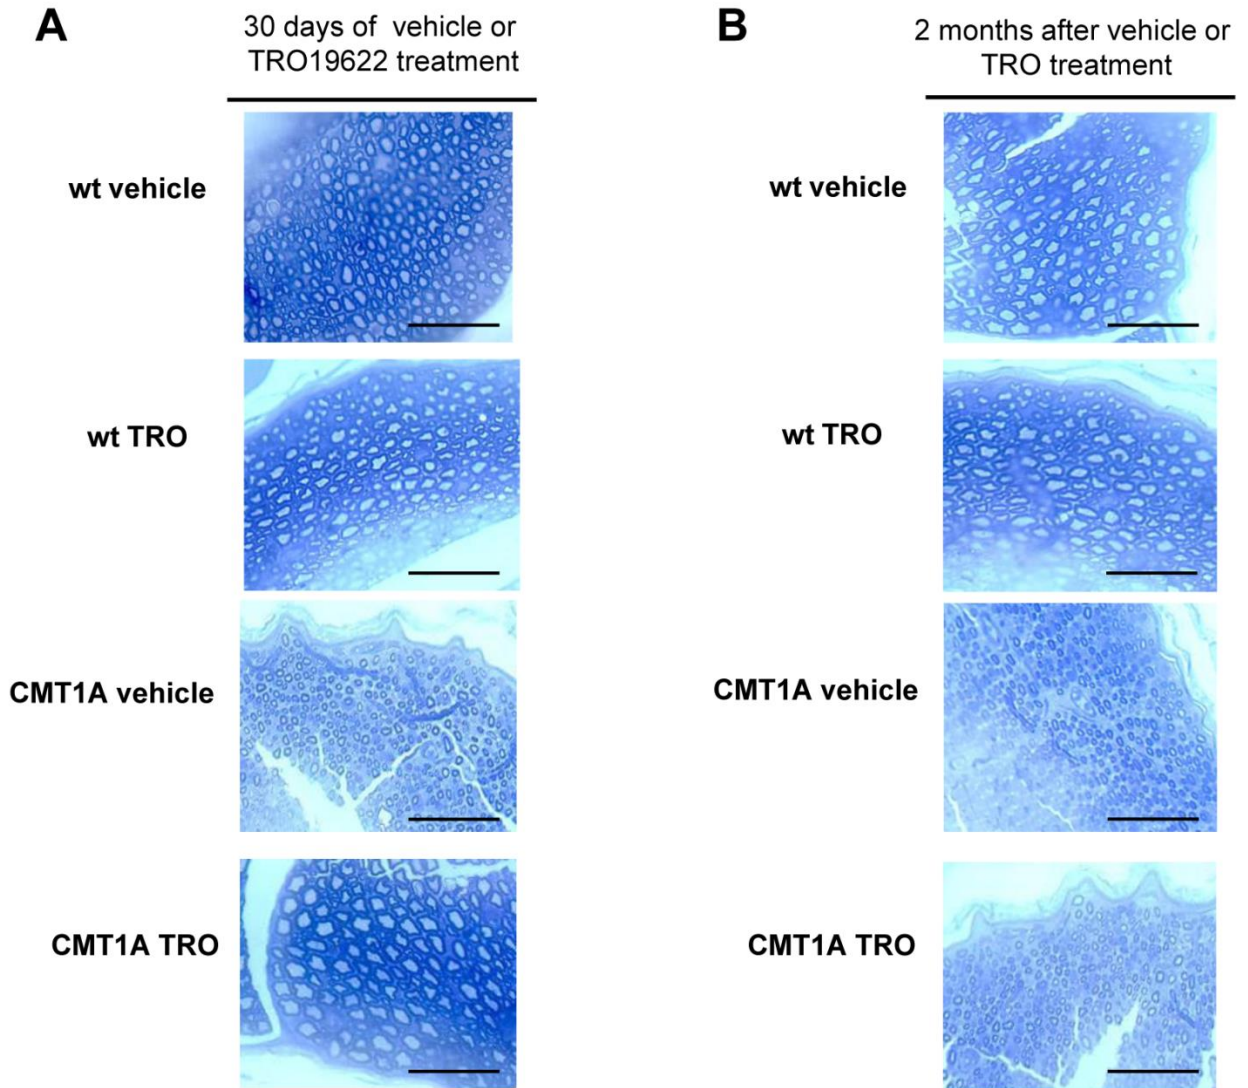 A
30 days of vehicle or
TRO19622 treatment
wt vehicle
wt TRO
CMT1A vehicle
CMT1A TRO
B
2 months after vehicle or
TRO treatment
wt vehicle
wt TRO
CMT1A vehicle
CMT1A TRO